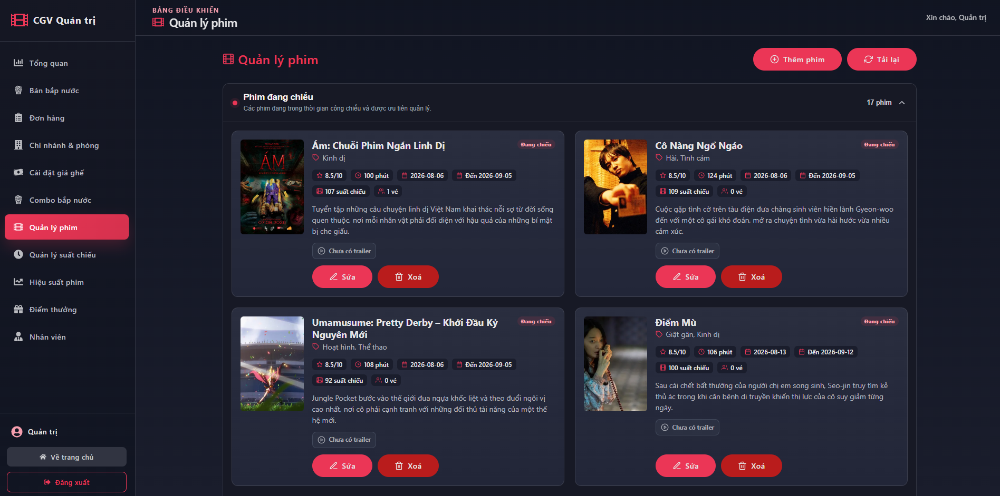 CGV Quản trị
Tổng quan
Bán bắp nước
Đơn hàng
Chi nhánh & phòng
Cài đặt giá ghế
Combo bắp nước
Quản lý phim
Quản lý suất chiếu
Hiệu suất phim
Điểm thưởng
Nhân viên
Quản trị
Về trang chủ
Đăng xuất
BẢNG ĐIỀU KHIỂN
Quản lý phim
Xin chào, Quản trị
Quản lý phim
Thêm phim
Tải lại
Phim đang chiếu
Các phim đang trong thời gian công chiếu và được ưu tiên quản lý.
17 phim
Ám: Chuỗi Phim Ngắn Linh Dị
Đang chiếu
Kinh dị
8.5/10 100 phút 2026-08-06 Đến 2026-09-05
107 suất chiếu 1 vé
Tuyển tập những câu chuyện linh dị Việt Nam khai thác nỗi sợ từ đời sống
quen thuộc, nơi mỗi nhân vật phải đối diện với hậu quả của những bí mật
bị che giấu.
Chưa có trailer
Sửa
Xoá
ÁM
07.08.2026
Cô Nàng Ngổ Ngáo
Đang chiếu
Hài, Tình cảm
8.5/10 124 phút 2026-08-06 Đến 2026-09-05
109 suất chiếu 0 vé
Cuộc gặp tình cờ trên tàu điện đưa chàng sinh viên hiền lành Gyeon-woo
đến với một cô gái khó đoán, mở ra chuyện tình vừa hài hước vừa nhiều
cảm xúc.
Chưa có trailer
Sửa
Xoá
Umamusume: Pretty Derby – Khởi Đầu Kỷ
Nguyên Mới
Đang chiếu
Hoạt hình, Thể thao
8.5/10 108 phút 2026-08-06 Đến 2026-09-05
92 suất chiếu 0 vé
Jungle Pocket bước vào thế giới đua ngựa khốc liệt và theo đuổi ngôi vị
cao nhất, nơi cô phải cạnh tranh với những đối thủ tài năng của một thế
hệ mới.
Chưa có trailer
Sửa
Xoá
Điểm Mù
Đang chiếu
Giật gân, Kinh dị
8.5/10 106 phút 2026-08-13 Đến 2026-09-12
100 suất chiếu 0 vé
Sau cái chết bất thường của người chị em song sinh, Seo-jin truy tìm kẻ
thủ ác trong khi căn bệnh di truyền khiến thị lực của cô suy giảm từng
ngày.
Chưa có trailer
Sửa
Xoá